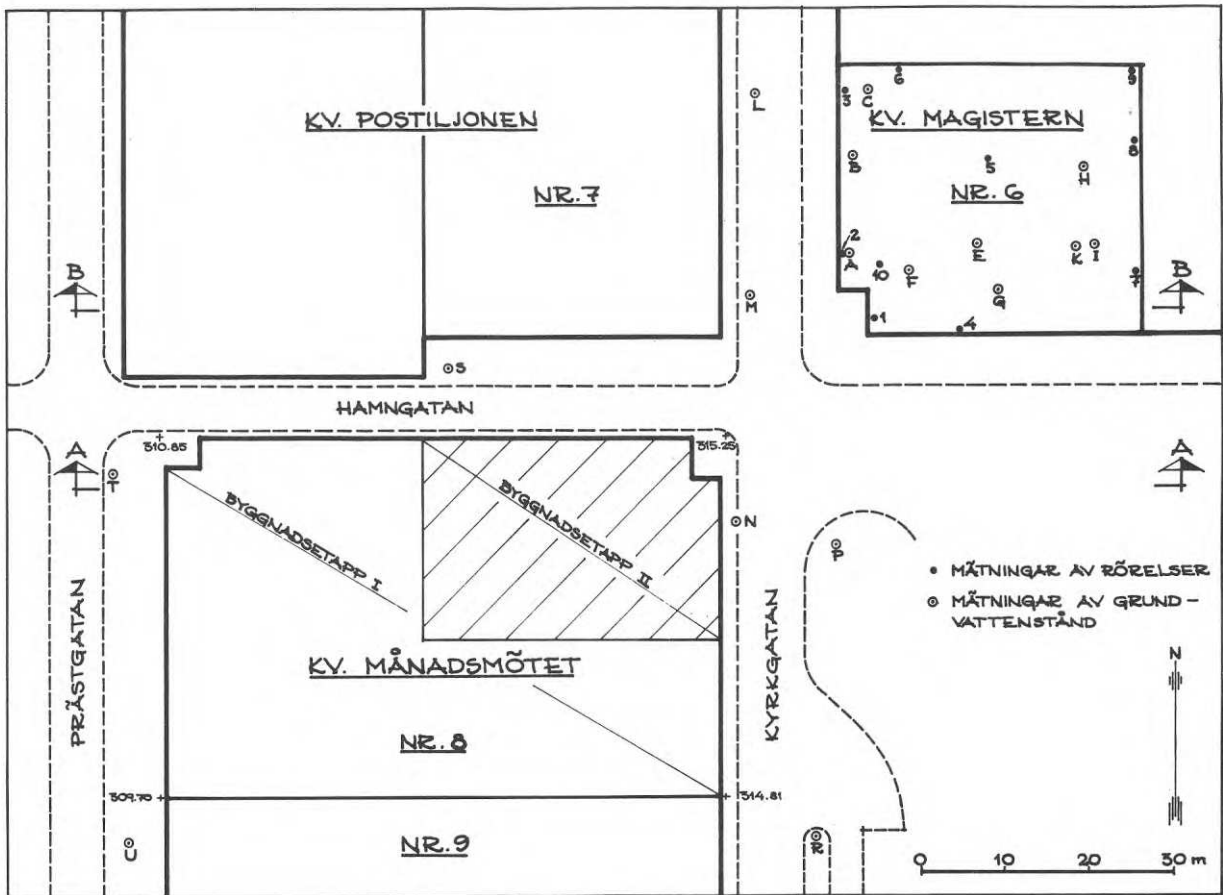 KV. POSTILJONEN
NR. 7
L
M
KV. MAGISTERN
NR. 6
6
9
3
C
8
B
5
H
2
A
10
F
E
K
I
7
G
1
4
B
B
S
HAMNGATAN
310.85
315.25
A
A
T
BYGGNADSETAPP I
BYGGNADSETAPP II
N
P
• MÄTNINGAR AV RÖRELSER
⊙ MÄTNINGAR AV GRUND-
VATTENSTÅND
PRÄSTGATAN
KV. MÅNADSMÖTET
NR. 8
KYRKGATAN
N
309.70
314.81
U
NR. 9
R
0 10 20 30 m